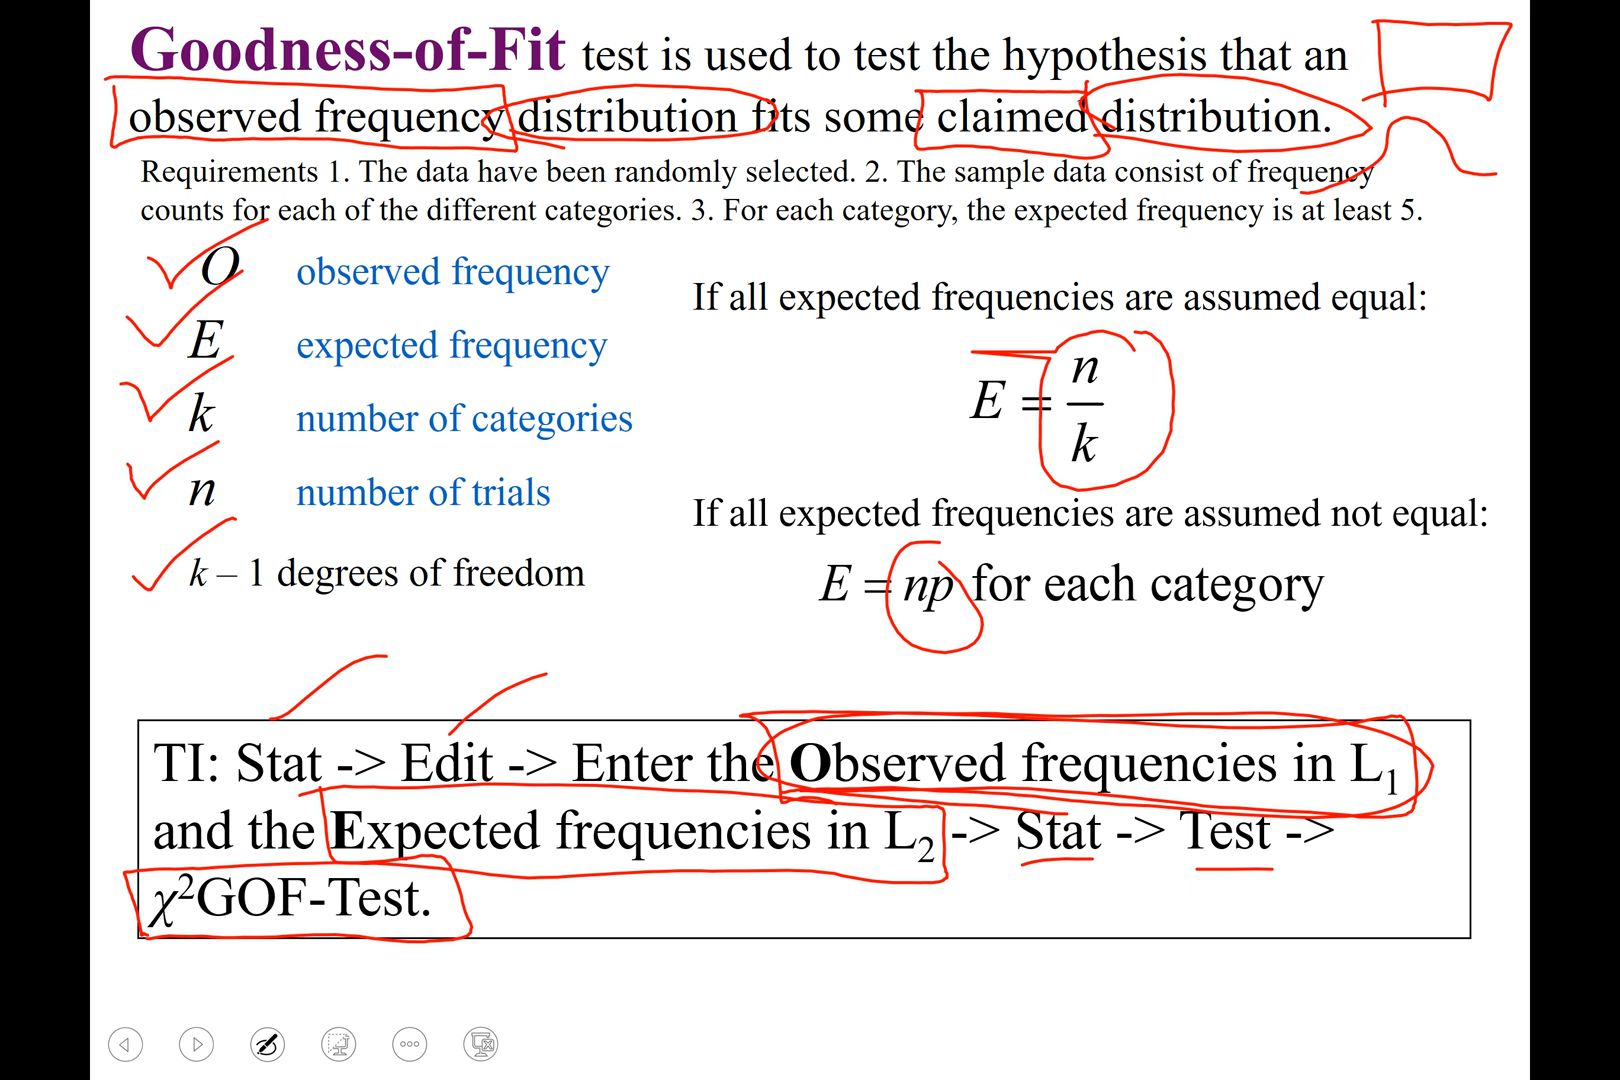 Goodness-of-Fit test is used to test the hypothesis that an
observed frequency distribution fits some claimed distribution.
Requirements 1. The data have been randomly selected. 2. The sample data consist of frequency
counts for each of the different categories. 3. For each category, the expected frequency is at least 5.
O observed frequency
E expected frequency
k number of categories
n number of trials
k – 1 degrees of freedom
If all expected frequencies are assumed equal:
E = n/k
If all expected frequencies are assumed not equal:
E = np for each category
TI: Stat -> Edit -> Enter the Observed frequencies in L₁
and the Expected frequencies in L₂ -> Stat -> Test ->
χ²GOF-Test.